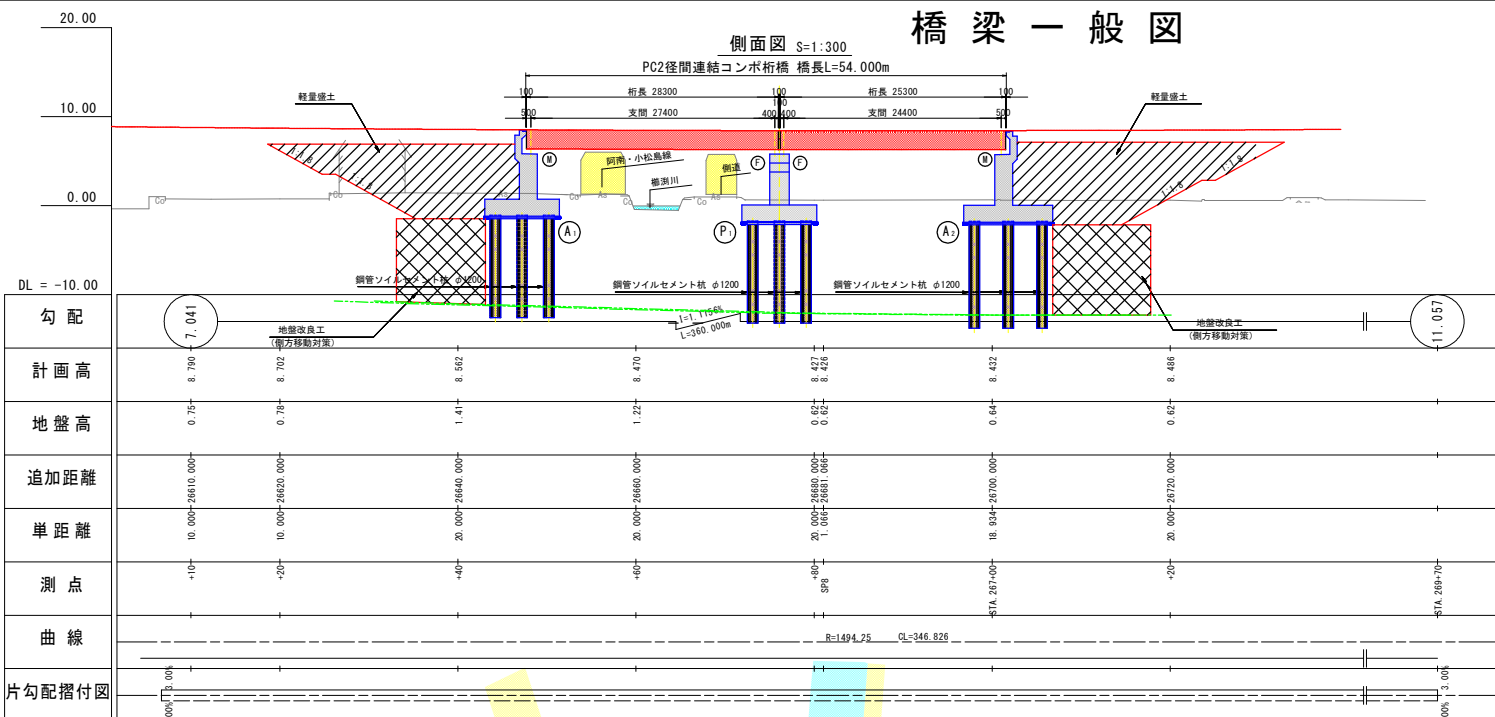 橋梁一般図
側面図 S=1:300
PC2径間連結コンポ桁橋 橋長L=54.000m
20.00
10.00
0.00
DL = -10.00
100 桁長 28300 100 桁長 25300 100
100
500 支間 27400 400 400 支間 24400 500
軽量盛土
軽量盛土
M
F
F
M
阿南・小松島線
櫛渕川
側道
Co
Co
As
Co
As
Co
Co
As
A1
P1
A2
鋼管ソイルセメント杭 φ1200
鋼管ソイルセメント杭 φ1200
鋼管ソイルセメント杭 φ1200
地盤改良工
(側方移動対策)
地盤改良工
(側方移動対策)
勾配
7.041
I=1.1756%
L=360.000m
11.057
計画高
8.790
8.702
8.562
8.470
8.427
8.426
8.432
8.486
地盤高
0.75
0.78
1.41
1.22
0.62
0.62
0.64
0.62
追加距離
26610.000
26620.000
26640.000
26660.000
26680.000
26681.066
26700.000
26720.000
単距離
10.000
10.000
20.000
20.000
20.000
1.066
18.934
20.000
測点
+10
+20
+40
+60
+80
SP8
STA.267+00
+20
STA.269+70
曲線
R=1494.25 CL=346.826
片勾配摺付図
3.00%
3.00%